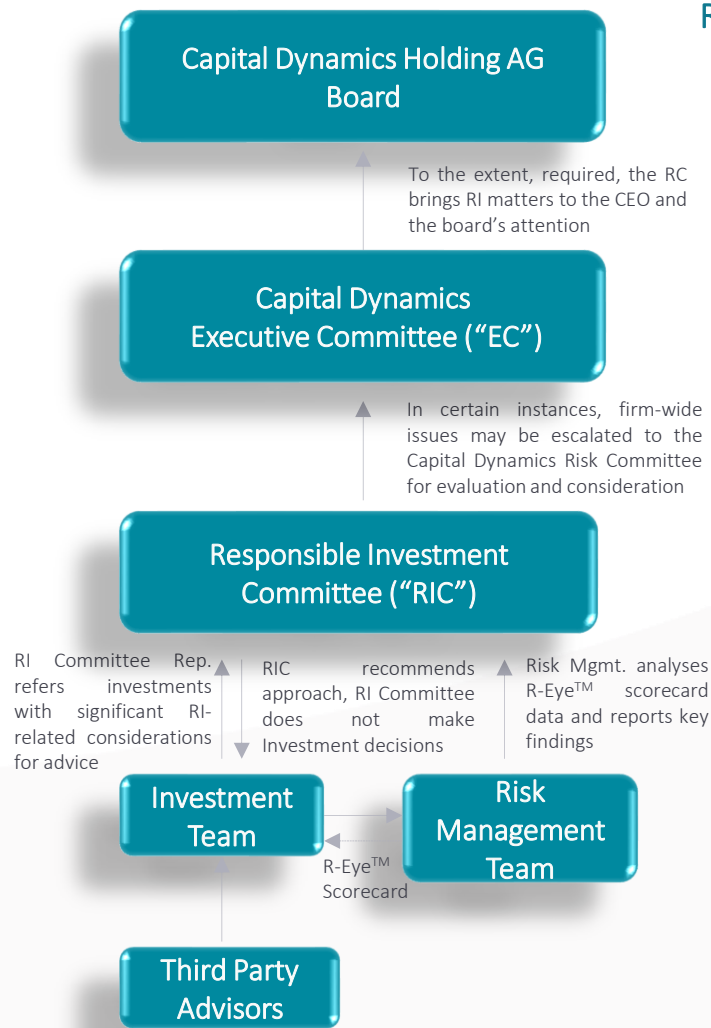 R
Capital Dynamics Holding AG
Board
To the extent, required, the RC
brings RI matters to the CEO and
the board’s attention
Capital Dynamics
Executive Committee (“EC”)
In certain instances, firm-wide
issues may be escalated to the
Capital Dynamics Risk Committee
for evaluation and consideration
Responsible Investment
Committee (“RIC”)
RI Committee Rep.
refers investments
with significant RI-
related considerations
for advice
RIC recommends
approach, RI Committee
does not make
Investment decisions
Risk Mgmt. analyses
R-Eye™ scorecard
data and reports key
findings
Investment
Team
R-Eye™
Scorecard
Risk
Management
Team
Third Party
Advisors